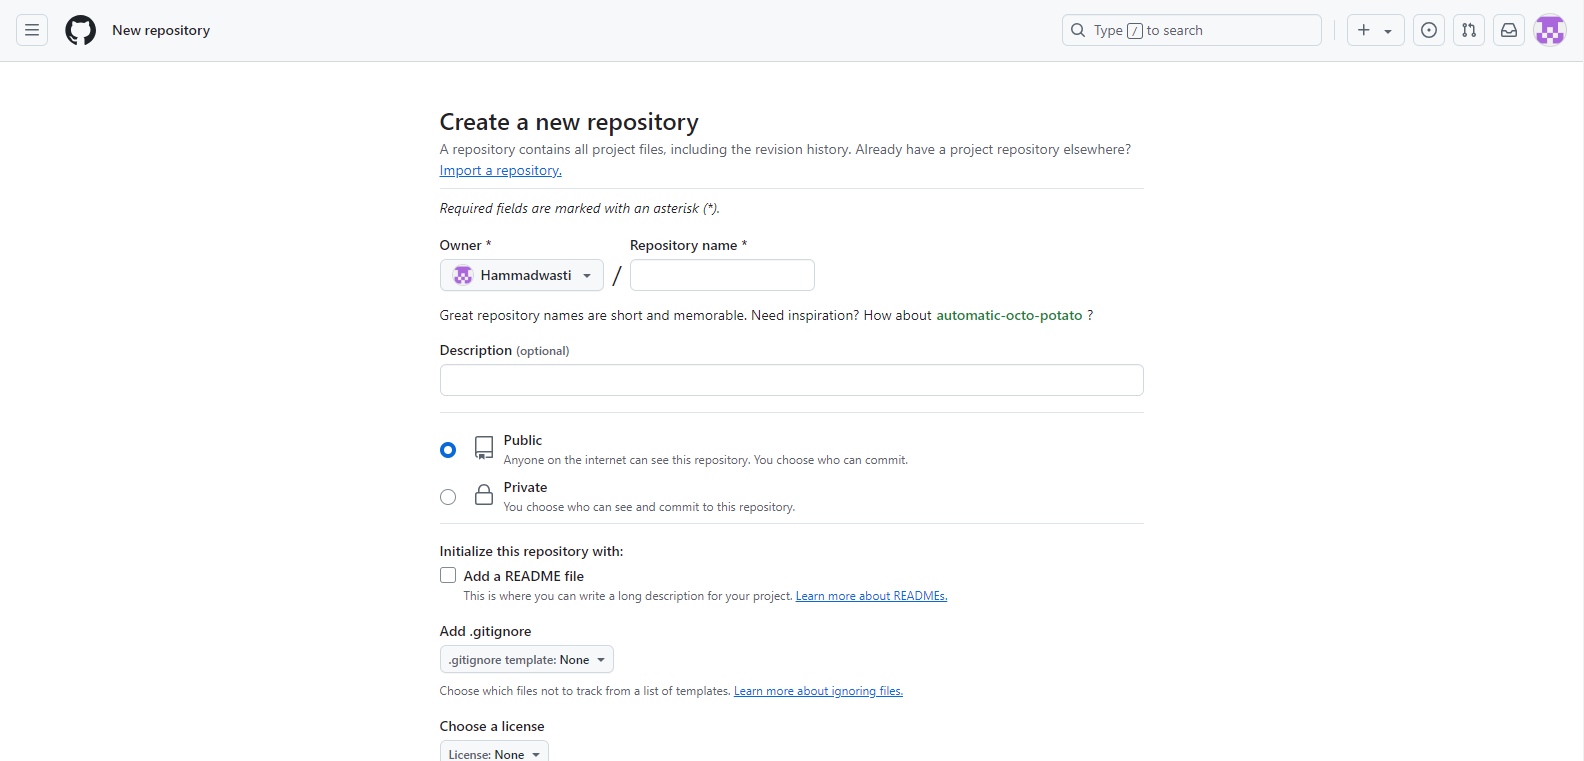 New repository
Type / to search
Create a new repository
A repository contains all project files, including the revision history. Already have a project repository elsewhere?
Import a repository.
Required fields are marked with an asterisk (*).
Owner * Repository name *
Hammadwasti /
Great repository names are short and memorable. Need inspiration? How about automatic-octo-potato ?
Description (optional)
Public
Anyone on the internet can see this repository. You choose who can commit.
Private
You choose who can see and commit to this repository.
Initialize this repository with:
Add a README file
This is where you can write a long description for your project. Learn more about READMEs.
Add .gitignore
.gitignore template: None
Choose which files not to track from a list of templates. Learn more about ignoring files.
Choose a license
License: None